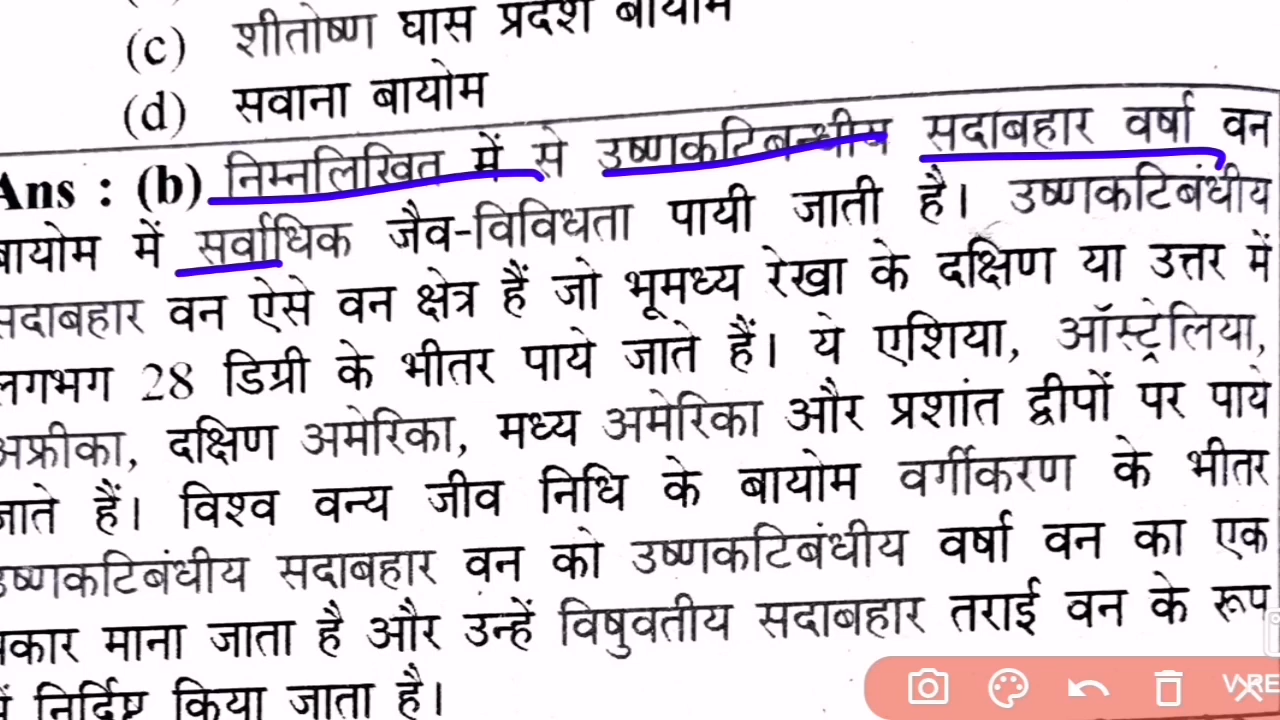 (c) शीतोष्ण घास प्रदेश बायोम
(d) सवाना बायोम
Ans : (b) निम्नलिखित में से उष्णकटिबन्धीय सदाबहार वर्षा वन
बायोम में सर्वाधिक जैव-विविधता पायी जाती है। उष्णकटिबंधीय
सदाबहार वन ऐसे वन क्षेत्र हैं जो भूमध्य रेखा के दक्षिण या उत्तर में
लगभग 28 डिग्री के भीतर पाये जाते हैं। ये एशिया, ऑस्ट्रेलिया,
अफ्रीका, दक्षिण अमेरिका, मध्य अमेरिका और प्रशांत द्वीपों पर पाये
जाते हैं। विश्व वन्य जीव निधि के बायोम वर्गीकरण के भीतर
उष्णकटिबंधीय सदाबहार वन को उष्णकटिबंधीय वर्षा वन का एक
प्रकार माना जाता है और उन्हें विषुवतीय सदाबहार तराई वन के रूप
में निर्दिष्ट किया जाता है।